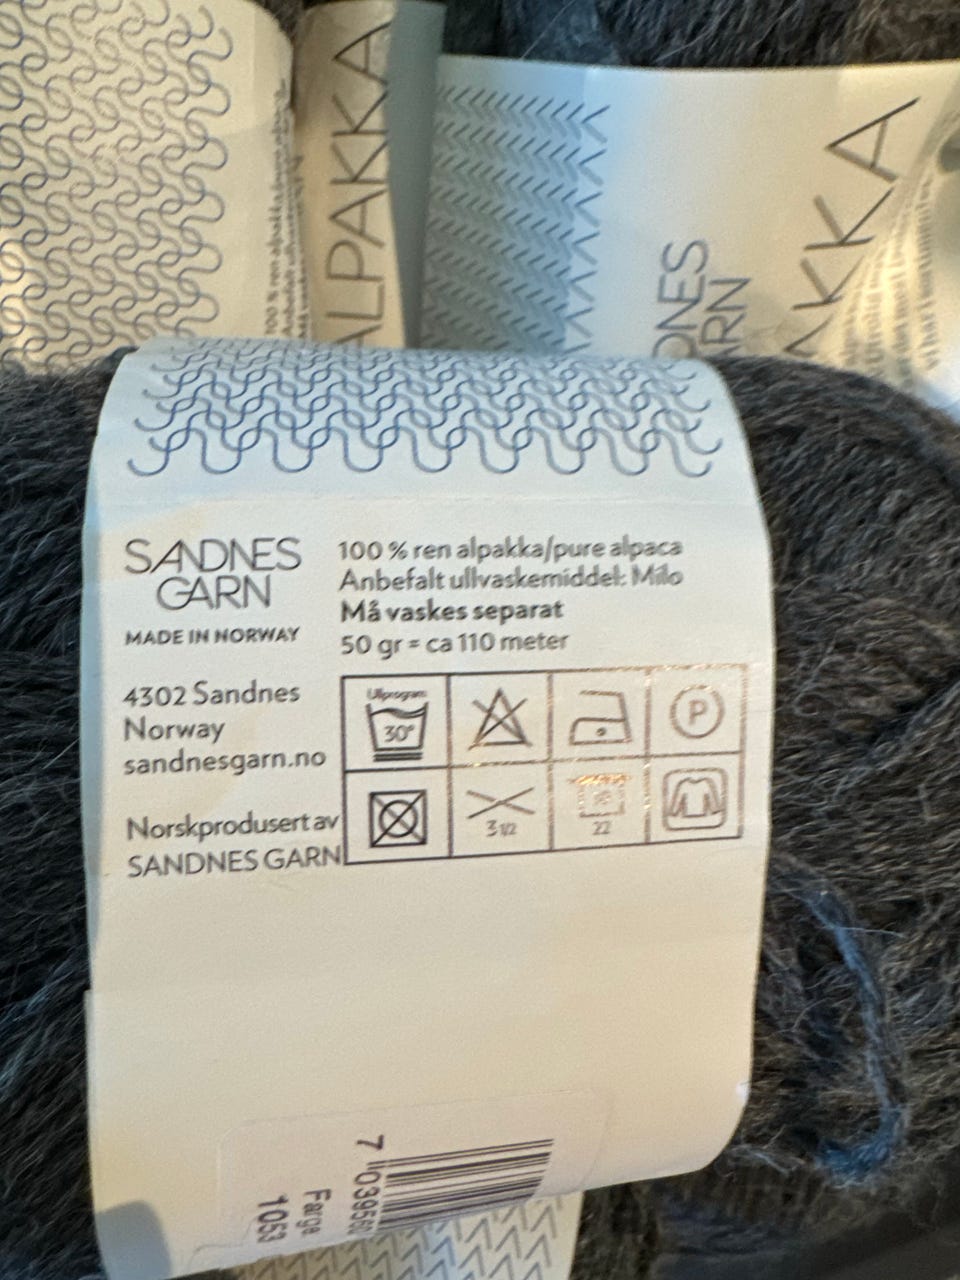 ALPAKKA
KKA
SANDNES
GARN
MADE IN NORWAY
4302 Sandnes
Norway
sandnesgarn.no
Norskprodusert av
SANDNES GARN
100 % ren alpakka/pure alpaca
Anbefalt ullvaskemiddel: Milo
Må vaskes separat
50 gr = ca 110 meter
Ullprogram
30°
P
3 1/2
22
Farge
1053